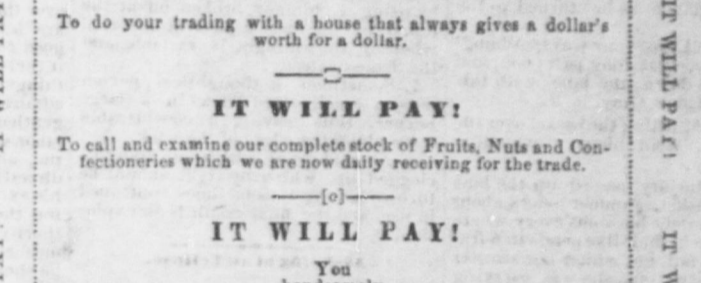 To do your trading with a house that always gives a dollar's
worth for a dollar.
IT WILL PAY!
To call and examine our complete stock of Fruits, Nuts and Con-
fectioneries which we are now daily receiving for the trade.
[o]
IT WILL PAY!
You
IT WILL PAY!
IT W